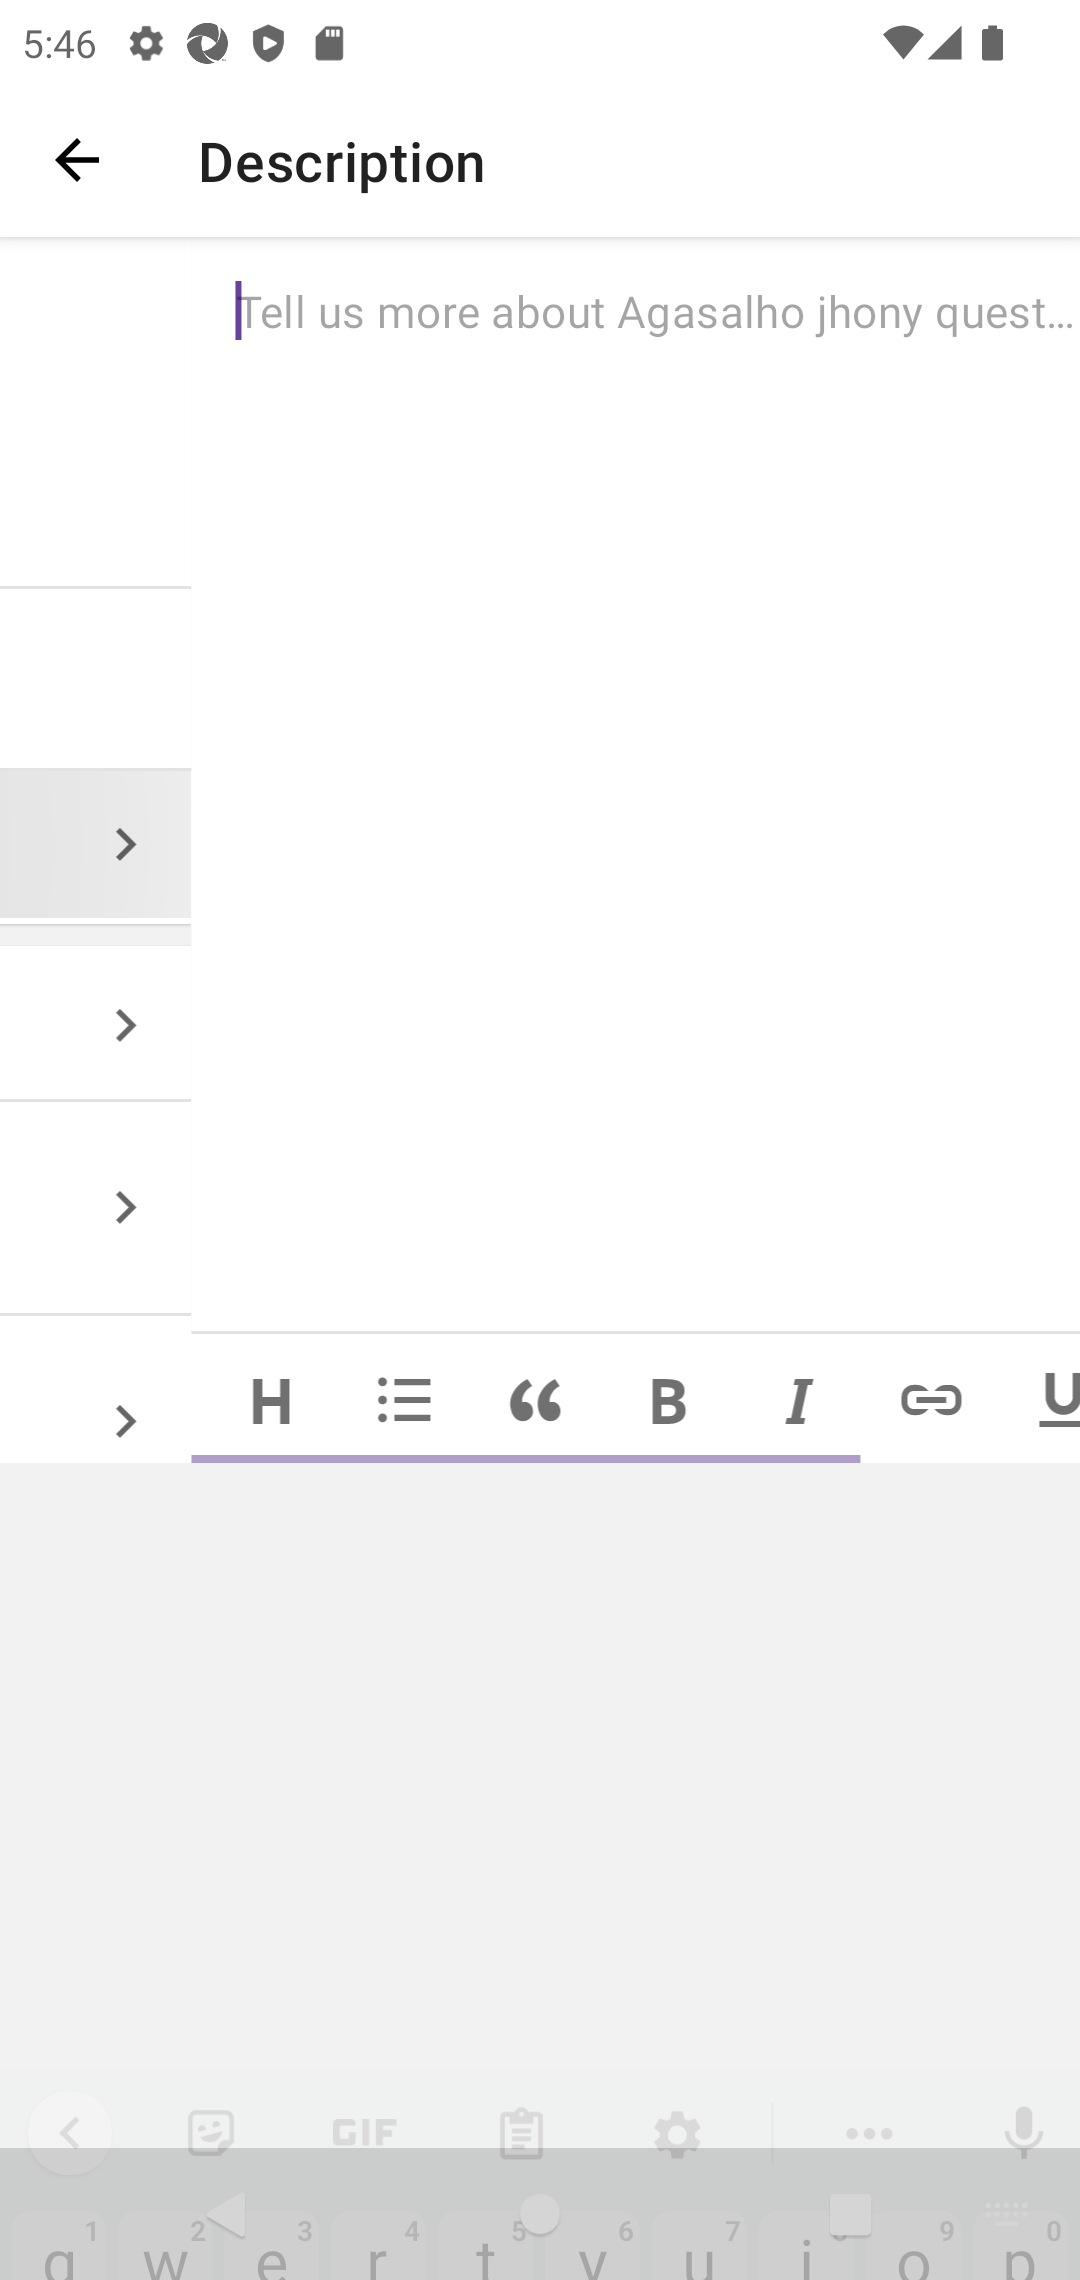 5:46
Description
Tell us more about Agasalho jhony quest…
H B I U
GIF
1 2 3 4 5 6 7 9 0
q w e r t y u i o p